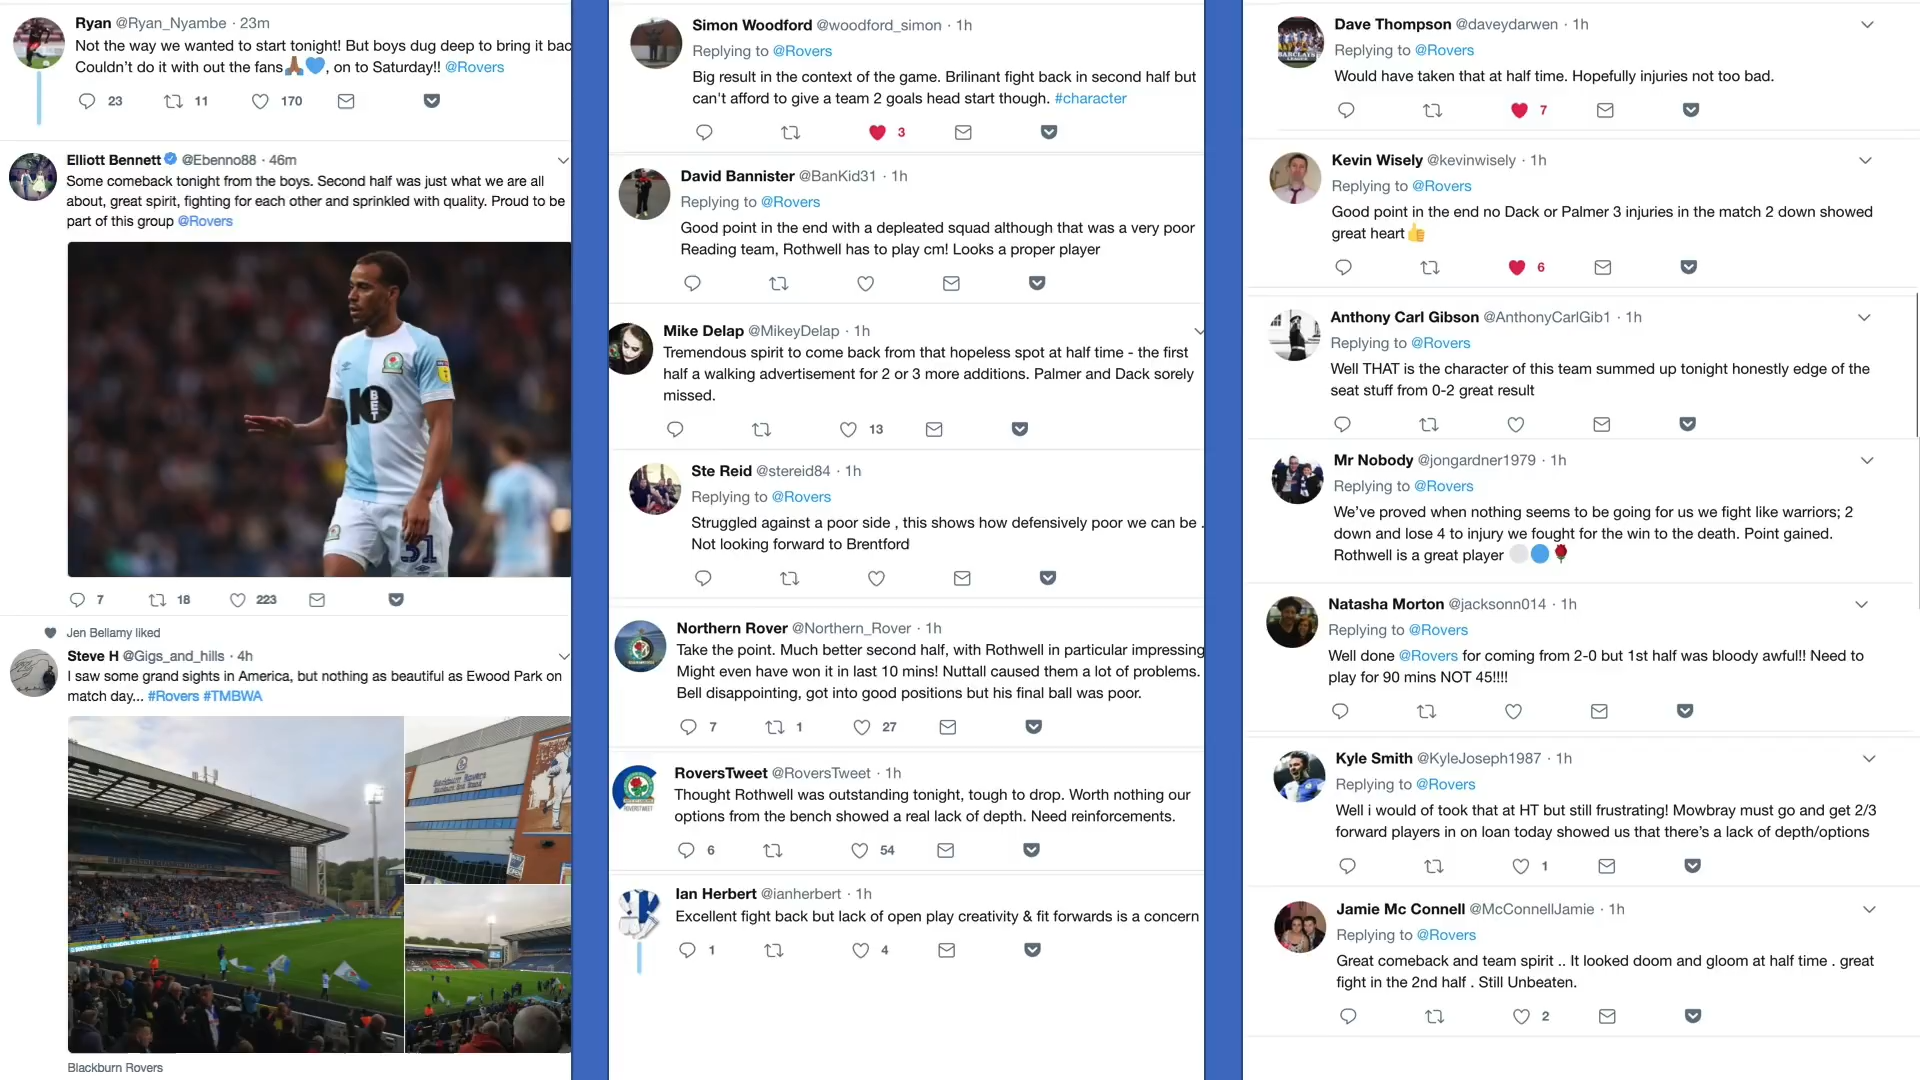 Ryan @Ryan_Nyambe · 23m
Not the way we wanted to start tonight! But boys dug deep to bring it bac
Couldn't do it with out the fans🙏🏾💙, on to Saturday!! @Rovers
23 11 170
Elliott Bennett @Ebenno88 · 46m
Some comeback tonight from the boys. Second half was just what we are all
about, great spirit, fighting for each other and sprinkled with quality. Proud to be
part of this group @Rovers
10
BET
31
7 18 223
Jen Bellamy liked
Steve H @Gigs_and_hills · 4h
I saw some grand sights in America, but nothing as beautiful as Ewood Park on
match day... #Rovers #TMBWA
Blackburn Rovers
Blackburn Rovers
Simon Woodford @woodford_simon · 1h
Replying to @Rovers
Big result in the context of the game. Brilinant fight back in second half but
can't afford to give a team 2 goals head start though. #character
3
David Bannister @BanKid31 · 1h
Replying to @Rovers
Good point in the end with a depleated squad although that was a very poor
Reading team, Rothwell has to play cm! Looks a proper player
Mike Delap @MikeyDelap · 1h
Tremendous spirit to come back from that hopeless spot at half time - the first
half a walking advertisement for 2 or 3 more additions. Palmer and Dack sorely
missed.
13
Ste Reid @stereid84 · 1h
Replying to @Rovers
Struggled against a poor side , this shows how defensively poor we can be .
Not looking forward to Brentford
Northern Rover @Northern_Rover · 1h
Take the point. Much better second half, with Rothwell in particular impressing
Might even have won it in last 10 mins! Nuttall caused them a lot of problems.
Bell disappointing, got into good positions but his final ball was poor.
7 1 27
RoversTweet @RoversTweet · 1h
Thought Rothwell was outstanding tonight, tough to drop. Worth nothing our
options from the bench showed a real lack of depth. Need reinforcements.
ROVERSTWEET
6 54
Ian Herbert @ianherbert · 1h
Excellent fight back but lack of open play creativity & fit forwards is a concern
1 4
Dave Thompson @daveydarwen · 1h
Replying to @Rovers
BARCLAYS
Would have taken that at half time. Hopefully injuries not too bad.
7
Kevin Wisely @kevinwisely · 1h
Replying to @Rovers
Good point in the end no Dack or Palmer 3 injuries in the match 2 down showed
great heart👍
6
Anthony Carl Gibson @AnthonyCarlGib1 · 1h
Replying to @Rovers
Well THAT is the character of this team summed up tonight honestly edge of the
seat stuff from 0-2 great result
Mr Nobody @jongardner1979 · 1h
Replying to @Rovers
We've proved when nothing seems to be going for us we fight like warriors; 2
down and lose 4 to injury we fought for the win to the death. Point gained.
Rothwell is a great player ⚪🔵🌹
Natasha Morton @jacksonn014 · 1h
Replying to @Rovers
Well done @Rovers for coming from 2-0 but 1st half was bloody awful!! Need to
play for 90 mins NOT 45!!!!
Kyle Smith @KyleJoseph1987 · 1h
Replying to @Rovers
Well i would of took that at HT but still frustrating! Mowbray must go and get 2/3
forward players in on loan today showed us that there's a lack of depth/options
1
Jamie Mc Connell @McConnellJamie · 1h
Replying to @Rovers
Great comeback and team spirit .. It looked doom and gloom at half time . great
fight in the 2nd half . Still Unbeaten.
2